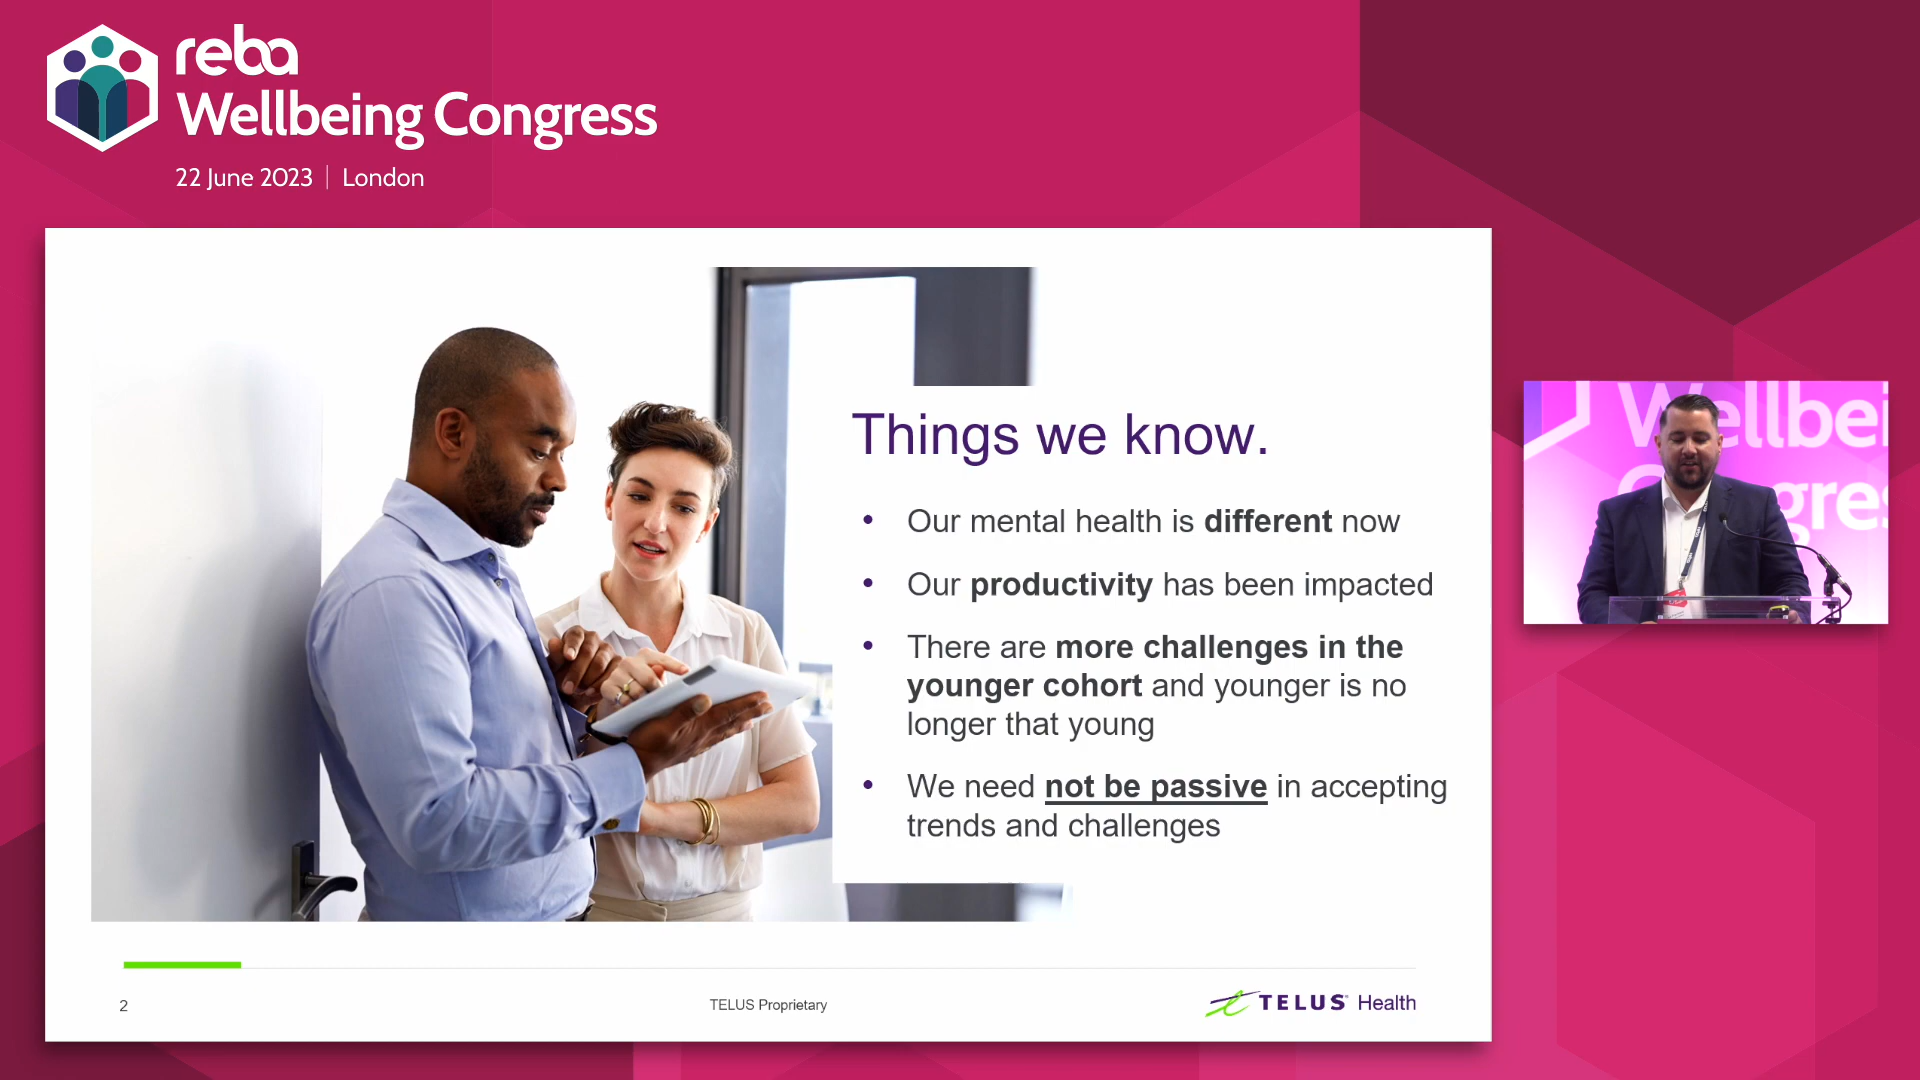 reba
Wellbeing Congress
22 June 2023 | London
Things we know.
• Our mental health is different now
• Our productivity has been impacted
• There are more challenges in the
younger cohort and younger is no
longer that young
• We need not be passive in accepting
trends and challenges
2
TELUS Proprietary
TELUS Health
Wellbei